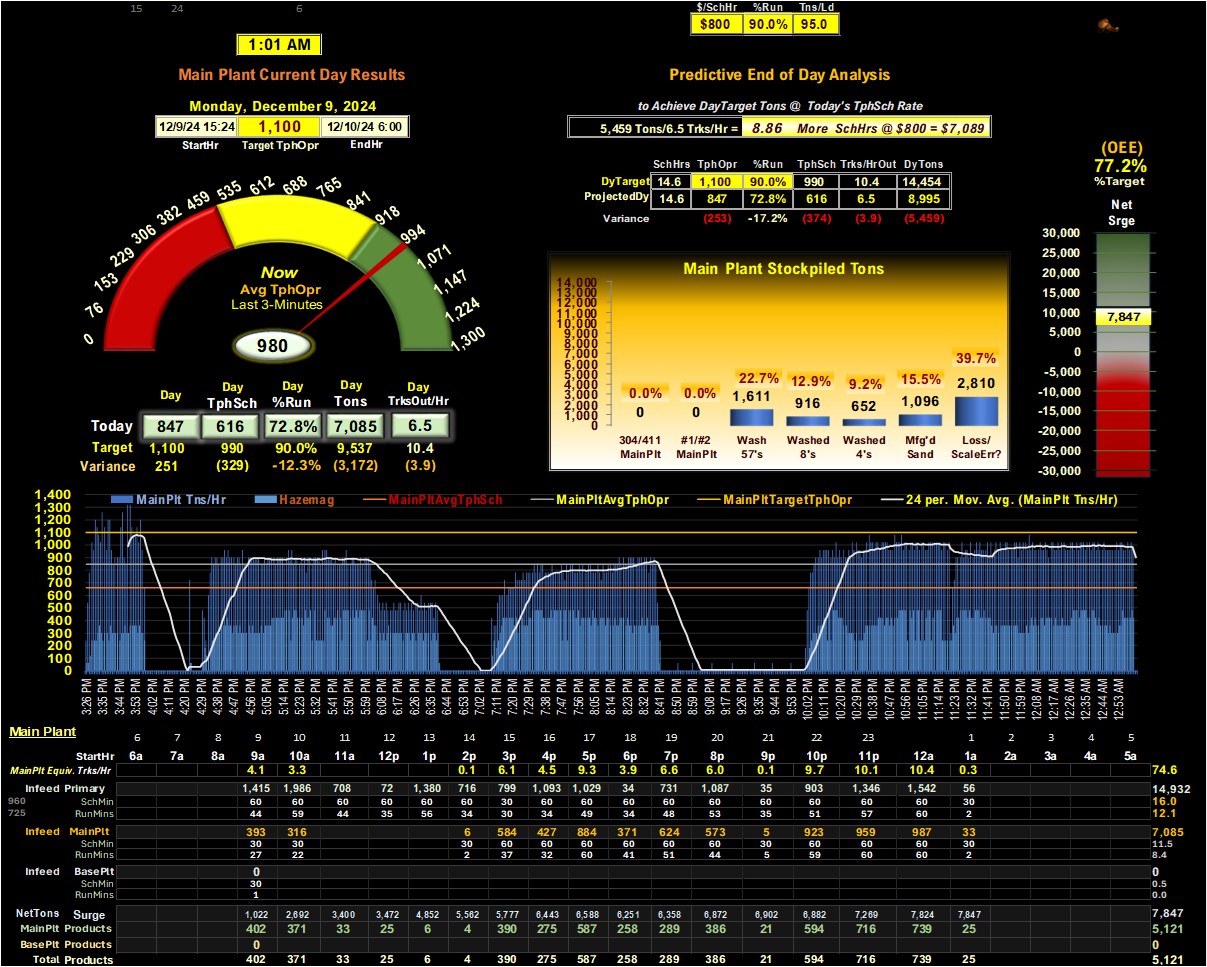 15 24 6
$/SchHr %Run Tns/Ld
$800 90.0% 95.0
1:01 AM
Main Plant Current Day Results
Predictive End of Day Analysis
Monday, December 9, 2024
to Achieve DayTarget Tons @ Today's TphSch Rate
12/9/24 15:24 1,100 12/10/24 6:00
StartHr Target TphOpr EndHr
5,459 Tons/6.5 Trks/Hr = 8.86 More SchHrs @ $800 = $7,089
(OEE)
77.2%
%Target
Net
Srge
SchHrs TphOpr %Run TphSch Trks/HrOut DyTons
DyTarget 14.6 1,100 90.0% 990 10.4 14,454
ProjectedDy 14.6 847 72.8% 616 6.5 8,995
Variance (253) -17.2% (374) (3.9) (5,459)
0 76 153 229 306 382 459 535 612 688 765 841 918 994 1,071 1,147 1,224 1,300
Now
Avg TphOpr
Last 3-Minutes
980
30,000
20,000
15,000
10,000
5,000
0
-5,000
-10,000
-15,000
-20,000
-30,000
7,847
Main Plant Stockpiled Tons
14,000
13,000
12,000
11,000
10,000
9,000
8,000
7,000
6,000
5,000
4,000
3,000
2,000
1,000
0
0.0% 0.0% 22.7% 12.9% 9.2% 15.5% 39.7%
0 0 1,611 916 652 1,096 2,810
304/411 #1/#2 Wash Washed Washed Mfg'd Loss/
MainPlt MainPlt 57's 8's 4's Sand ScaleErr?
Day Day TphSch Day %Run Day Tons Day TrksOut/Hr
Today 847 616 72.8% 7,085 6.5
Target 1,100 990 90.0% 9,537 10.4
Variance 251 (329) -12.3% (3,172) (3.9)
MainPlt Tns/Hr Hazemag MainPltAvgTphSch MainPltAvgTphOpr MainPltTargetTphOpr 24 per. Mov. Avg. (MainPlt Tns/Hr)
1,400
1,300
1,200
1,100
1,000
900
800
700
600
500
400
300
200
100
0
3:26 PM 3:35 PM 3:44 PM 3:53 PM 4:02 PM 4:11 PM 4:20 PM 4:29 PM 4:38 PM 4:47 PM 4:56 PM 5:05 PM 5:14 PM 5:23 PM 5:32 PM 5:41 PM 5:50 PM 5:59 PM 6:08 PM 6:17 PM 6:26 PM 6:35 PM 6:44 PM 6:53 PM 7:02 PM 7:11 PM 7:20 PM 7:29 PM 7:38 PM 7:47 PM 7:56 PM 8:05 PM 8:14 PM 8:23 PM 8:32 PM 8:41 PM 8:50 PM 8:59 PM 9:08 PM 9:17 PM 9:26 PM 9:35 PM 9:44 PM 9:53 PM 10:02 PM 10:11 PM 10:20 PM 10:29 PM 10:38 PM 10:47 PM 10:56 PM 11:05 PM 11:14 PM 11:23 PM 11:32 PM 11:41 PM 11:50 PM 11:59 PM 12:08 AM 12:17 AM 12:26 AM 12:35 AM 12:44 AM 12:53 AM
Main Plant
6 7 8 9 10 11 12 13 14 15 16 17 18 19 20 21 22 23 1 2 3 4 5
StartHr 6a 7a 8a 9a 10a 11a 12p 1p 2p 3p 4p 5p 6p 7p 8p 9p 10p 11p 12a 1a 2a 3a 4a 5a
MainPlt Equiv. Trks/Hr 4.1 3.3 0.1 6.1 4.5 9.3 3.9 6.6 6.0 0.1 9.7 10.1 10.4 0.3 74.6
Infeed Primary 1,415 1,986 708 72 1,380 716 799 1,093 1,029 34 731 1,087 35 903 1,346 1,542 56 14,932
960 SchMin 60 60 60 60 60 60 30 60 60 60 60 60 60 60 60 60 30 16.0
725 RunMins 44 59 44 35 56 34 30 34 49 34 48 53 35 51 57 60 2 12.1
Infeed MainPlt 393 316 6 584 427 884 371 624 573 5 923 959 987 33 7,085
SchMin 30 30 30 60 60 60 60 60 60 60 60 60 60 30 11.5
RunMins 27 22 2 37 32 60 41 51 44 5 59 60 60 2 8.4
Infeed BasePlt 0 0
SchMin 30 0.5
RunMins 1 0.0
NetTons Surge 1,022 2,692 3,400 3,472 4,852 5,562 5,777 6,443 6,588 6,251 6,358 6,872 6,902 6,882 7,269 7,824 7,847 7,847
MainPlt Products 402 371 33 25 6 4 390 275 587 258 289 386 21 594 716 739 25 5,121
BasePlt Products 0 0
Total Products 402 371 33 25 6 4 390 275 587 258 289 386 21 594 716 739 25 5,121